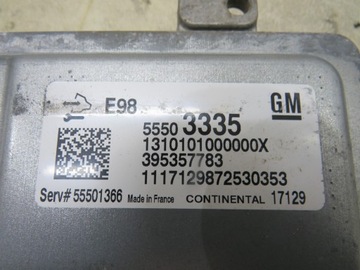 E98
GM
5550 3335
1310101000000X
395357783
1117129872530353
Serv# 55501366 Made in France CONTINENTAL 17129